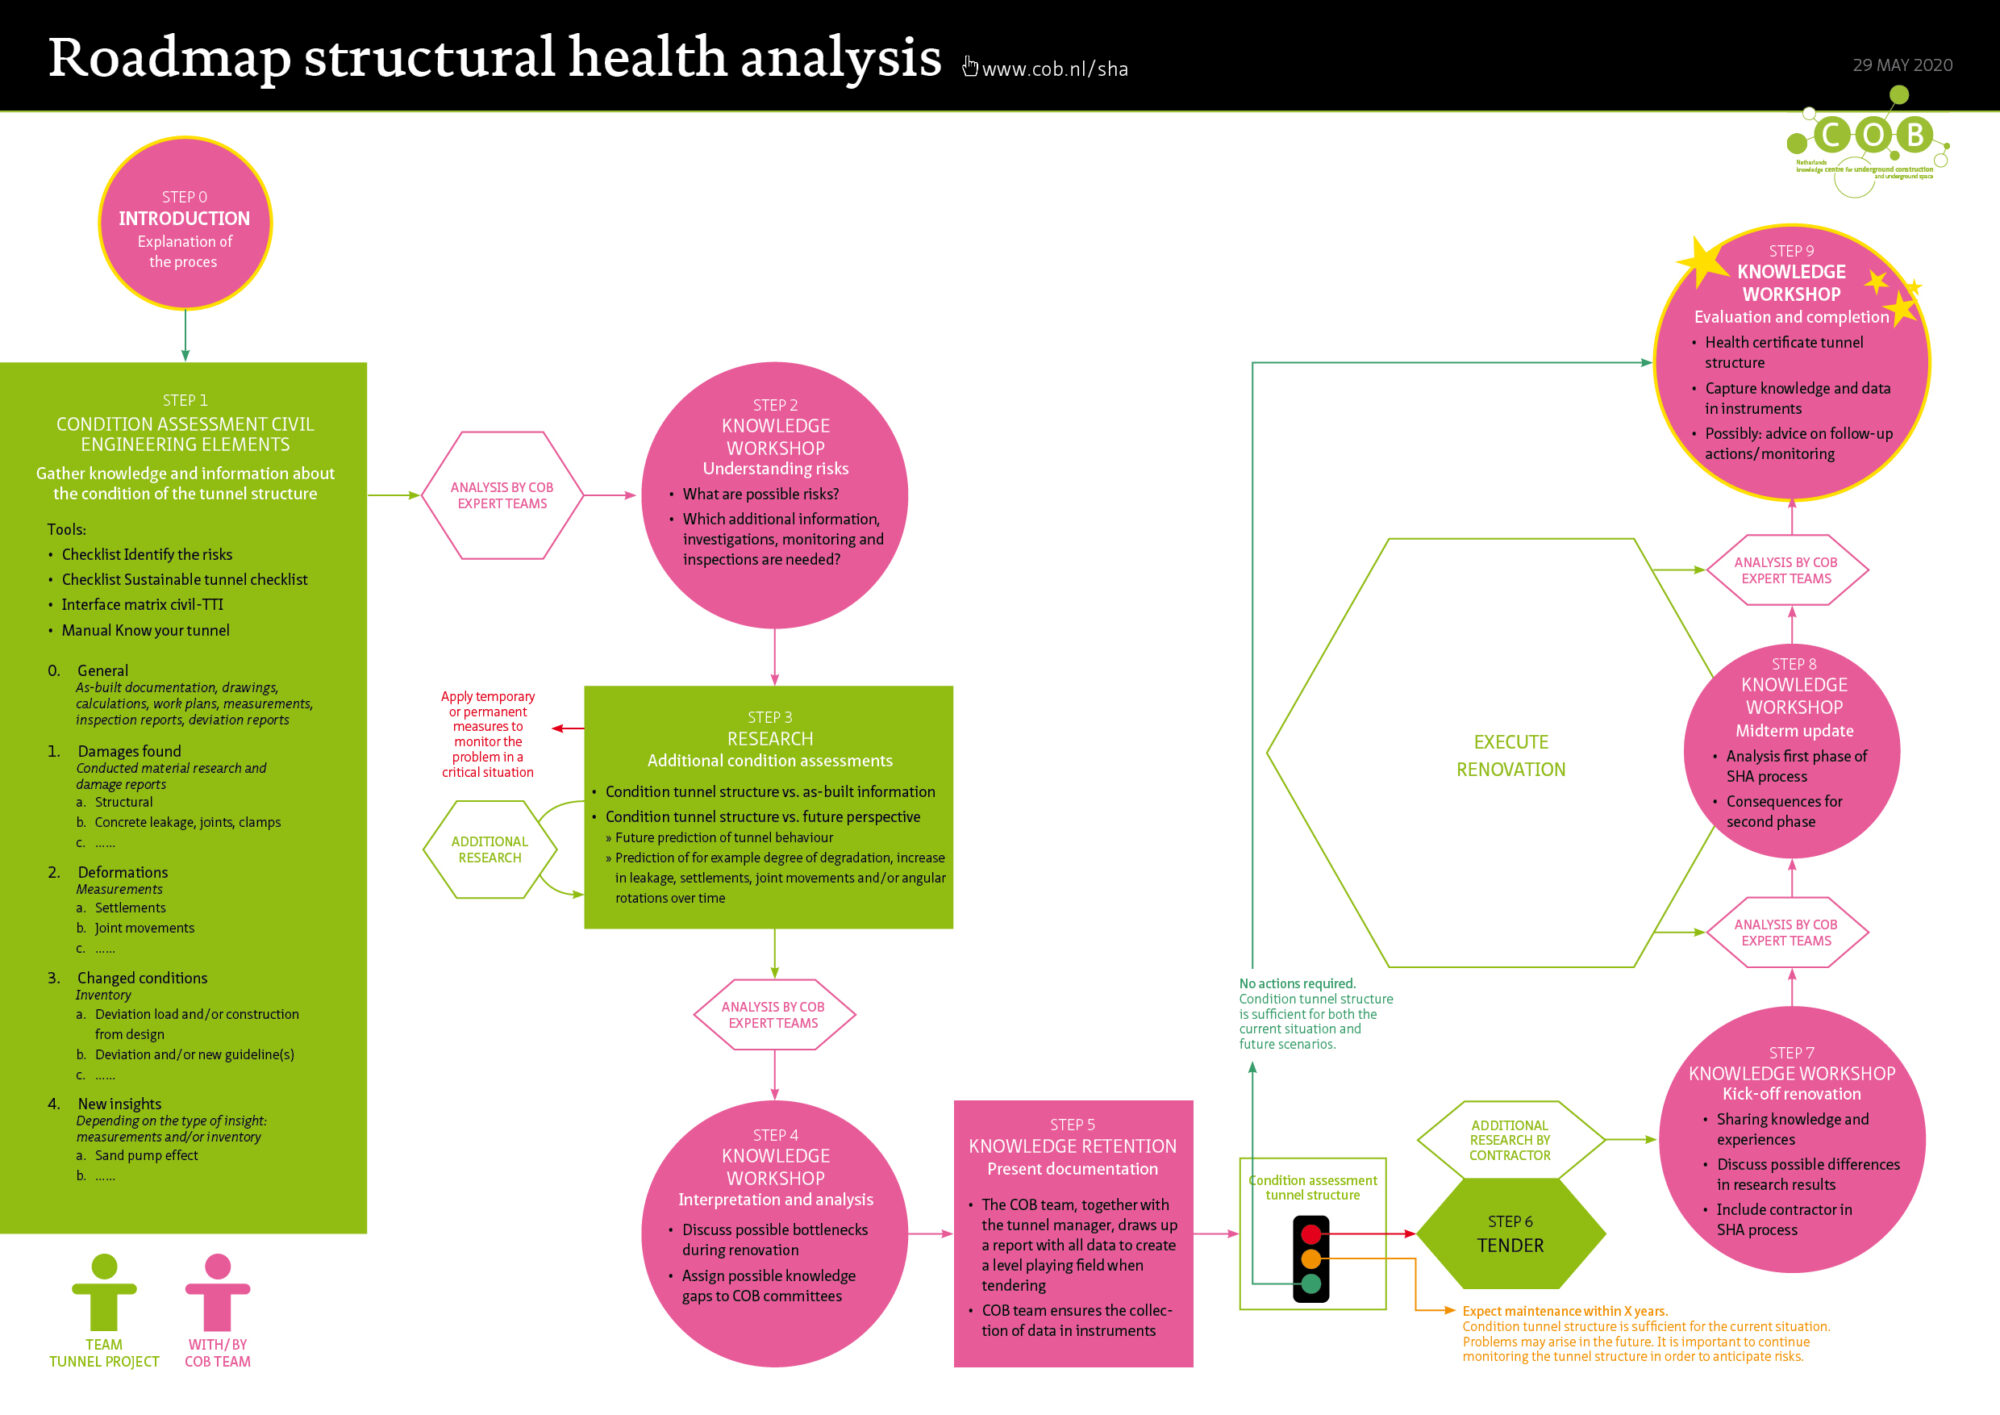 Roadmap structural health analysis
www.cob.nl/sha
29 MAY 2020
COB
Netherlands
knowledge centre for underground construction
and underground space
STEP 0
INTRODUCTION
Explanation of
the proces
STEP 1
CONDITION ASSESSMENT CIVIL
ENGINEERING ELEMENTS
Gather knowledge and information about
the condition of the tunnel structure
Tools:
• Checklist Identify the risks
• Checklist Sustainable tunnel checklist
• Interface matrix civil-TTI
• Manual Know your tunnel
0. General
As-built documentation, drawings,
calculations, work plans, measurements,
inspection reports, deviation reports
1. Damages found
Conducted material research and
damage reports
a. Structural
b. Concrete leakage, joints, clamps
c. ......
2. Deformations
Measurements
a. Settlements
b. Joint movements
c. ......
3. Changed conditions
Inventory
a. Deviation load and/or construction
from design
b. Deviation and/or new guideline(s)
c. ......
4. New insights
Depending on the type of insight:
measurements and/or inventory
a. Sand pump effect
b. ......
TEAM
TUNNEL PROJECT
WITH/BY
COB TEAM
ANALYSIS BY COB
EXPERT TEAMS
STEP 2
KNOWLEDGE
WORKSHOP
Understanding risks
• What are possible risks?
• Which additional information,
investigations, monitoring and
inspections are needed?
Apply temporary
or permanent
measures to
monitor the
problem in a
critical situation
ADDITIONAL
RESEARCH
STEP 3
RESEARCH
Additional condition assessments
• Condition tunnel structure vs. as-built information
• Condition tunnel structure vs. future perspective
» Future prediction of tunnel behaviour
» Prediction of for example degree of degradation, increase
in leakage, settlements, joint movements and/or angular
rotations over time
ANALYSIS BY COB
EXPERT TEAMS
STEP 4
KNOWLEDGE
WORKSHOP
Interpretation and analysis
• Discuss possible bottlenecks
during renovation
• Assign possible knowledge
gaps to COB committees
STEP 5
KNOWLEDGE RETENTION
Present documentation
• The COB team, together with
the tunnel manager, draws up
a report with all data to create
a level playing field when
tendering
• COB team ensures the collec-
tion of data in instruments
Condition assessment
tunnel structure
No actions required.
Condition tunnel structure
is sufficient for both the
current situation and
future scenarios.
Expect maintenance within X years.
Condition tunnel structure is sufficient for the current situation.
Problems may arise in the future. It is important to continue
monitoring the tunnel structure in order to anticipate risks.
STEP 6
TENDER
ADDITIONAL
RESEARCH BY
CONTRACTOR
STEP 7
KNOWLEDGE WORKSHOP
Kick-off renovation
• Sharing knowledge and
experiences
• Discuss possible differences
in research results
• Include contractor in
SHA process
ANALYSIS BY COB
EXPERT TEAMS
EXECUTE
RENOVATION
STEP 8
KNOWLEDGE
WORKSHOP
Midterm update
• Analysis first phase of
SHA process
• Consequences for
second phase
ANALYSIS BY COB
EXPERT TEAMS
STEP 9
KNOWLEDGE
WORKSHOP
Evaluation and completion
• Health certificate tunnel
structure
• Capture knowledge and data
in instruments
• Possibly: advice on follow-up
actions/monitoring